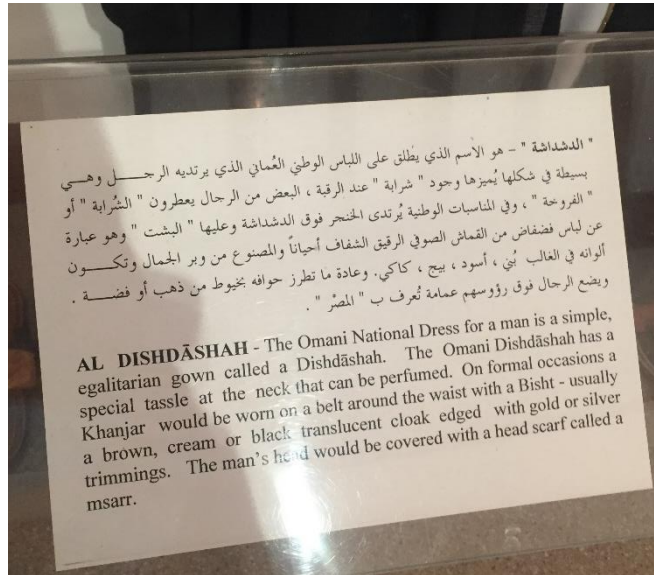 " الدشداشة " – هو الأسم الذي يُطلق على اللباس الوطني العُماني الذي يرتديه الرجــــل وهــي
بسيطة في شكلها يُميزها وجود " شرابة " عند الرقبة ، البعض من الرجال يعطرون " الشُرابة " أو
" الفروخة " ، وفي المناسبات الوطنية يُرتدى الخنجر فوق الدشداشة وعليها " البشت " وهو عبارة
عن لباس فضفاض من القماش الصوفي الرقيق الشفاف أحياناً والمصنوع من وبر الجمال وتكـــون
ألوانه في الغالب بُني ، أسود ، بيج ، كاكي. وعادة ما تطرز حوافه بخيوط من ذهب أو فضـــة .
ويضع الرجال فوق رؤوسهم عمامة تُعرف ب " المصْر " .
AL DISHDĀSHAH - The Omani National Dress for a man is a simple,
egalitarian gown called a Dishdāshah. The Omani Dishdāshah has a
special tassle at the neck that can be perfumed. On formal occasions a
Khanjar would be worn on a belt around the waist with a Bisht - usually
a brown, cream or black translucent cloak edged with gold or silver
trimmings. The man's head would be covered with a head scarf called a
msarr.